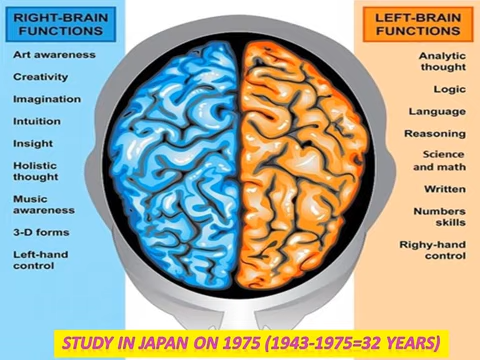 RIGHT-BRAIN
FUNCTIONS
Art awareness
Creativity
Imagination
Intuition
Insight
Holistic
thought
Music
awareness
3-D forms
Left-hand
control
LEFT-BRAIN
FUNCTIONS
Analytic
thought
Logic
Language
Reasoning
Science
and math
Written
Numbers
skills
Righy-hand
control
STUDY IN JAPAN ON 1975 (1943-1975=32 YEARS)